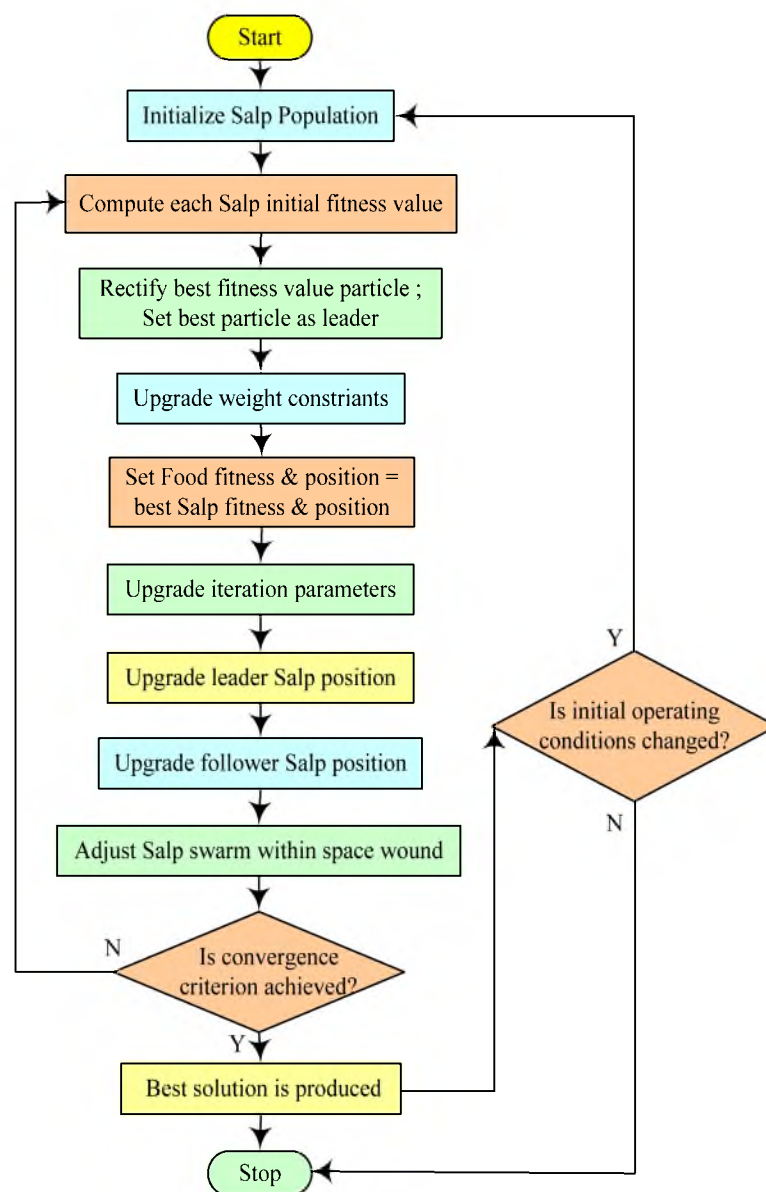 Start
Initialize Salp Population
Compute each Salp initial fitness value
Rectify best fitness value particle ;
Set best particle as leader
Upgrade weight constriants
Set Food fitness & position =
best Salp fitness & position
Upgrade iteration parameters
Upgrade leader Salp position
Upgrade follower Salp position
Adjust Salp swarm within space wound
N
Is convergence
criterion achieved?
Y
Best solution is produced
Stop
Y
Is initial operating
conditions changed?
N